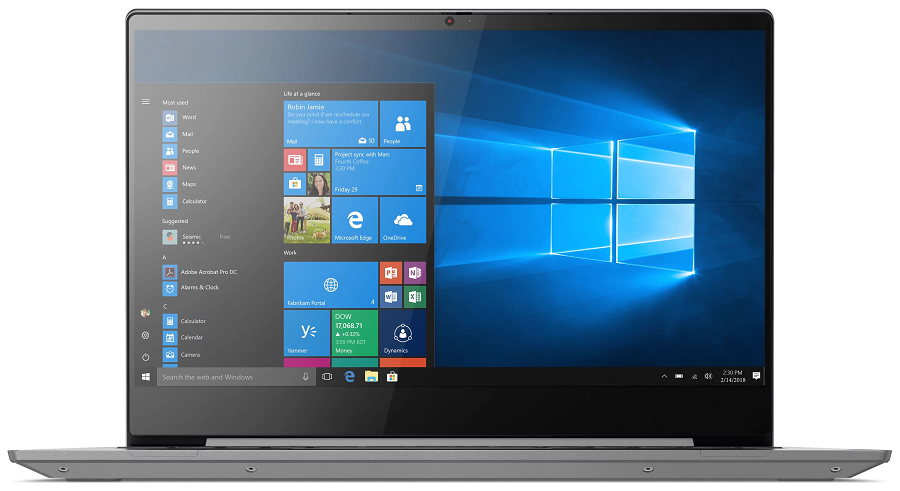 Life at a glance
Most used
Word
Mail
People
News
Maps
Calculator
Suggested
Seismic Free
A
Adobe Acrobat Pro DC
Alarms & Clock
C
Calculator
Calendar
Camera
Robin Jamie
Do you mind if we reschedule our
meeting? I now have a conflict.
Mail 10
People
Project sync with Marc
Fourth Coffee
3:30 PM
Friday 29
Photos
Microsoft Edge
OneDrive
Work
Fabrikam Portal 4
Yammer
DOW
17,068.71
▲ +0.32%
3:59 PM EDT
Money
Dynamics
Search the web and Windows
2:30 PM
2/14/2018